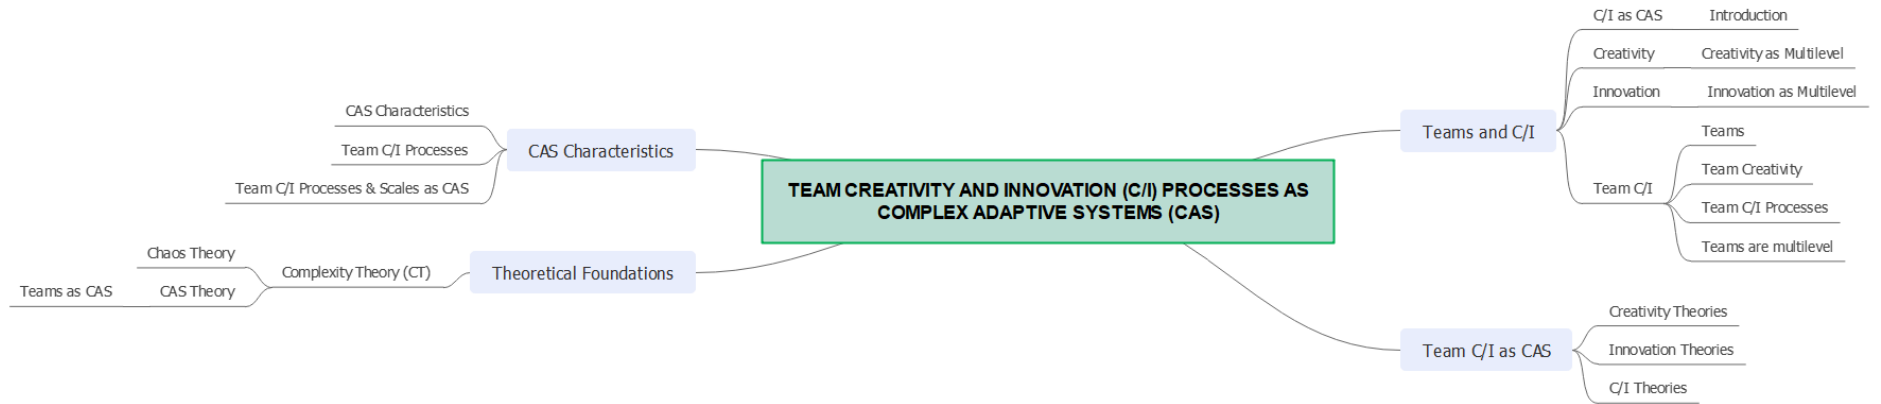 TEAM CREATIVITY AND INNOVATION (C/I) PROCESSES AS
COMPLEX ADAPTIVE SYSTEMS (CAS)
Teams and C/I
C/I as CAS
Introduction
Creativity
Creativity as Multilevel
Innovation
Innovation as Multilevel
Team C/I
Teams
Team Creativity
Team C/I Processes
Teams are multilevel
Team C/I as CAS
Creativity Theories
Innovation Theories
C/I Theories
CAS Characteristics
CAS Characteristics
Team C/I Processes
Team C/I Processes & Scales as CAS
Theoretical Foundations
Complexity Theory (CT)
Chaos Theory
CAS Theory
Teams as CAS